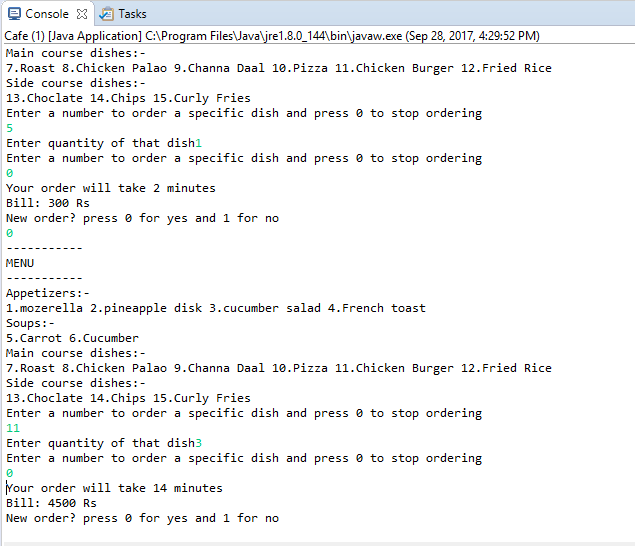 Console Tasks
Cafe (1) [Java Application] C:\Program Files\Java\jre1.8.0_144\bin\javaw.exe (Sep 28, 2017, 4:29:52 PM)
Main course dishes:-
7.Roast 8.Chicken Palao 9.Channa Daal 10.Pizza 11.Chicken Burger 12.Fried Rice
Side course dishes:-
13.Choclate 14.Chips 15.Curly Fries
Enter a number to order a specific dish and press 0 to stop ordering
5
Enter quantity of that dish1
Enter a number to order a specific dish and press 0 to stop ordering
0
Your order will take 2 minutes
Bill: 300 Rs
New order? press 0 for yes and 1 for no
0
-----------
MENU
-----------
Appetizers:-
1.mozerella 2.pineapple disk 3.cucumber salad 4.French toast
Soups:-
5.Carrot 6.Cucumber
Main course dishes:-
7.Roast 8.Chicken Palao 9.Channa Daal 10.Pizza 11.Chicken Burger 12.Fried Rice
Side course dishes:-
13.Choclate 14.Chips 15.Curly Fries
Enter a number to order a specific dish and press 0 to stop ordering
11
Enter quantity of that dish3
Enter a number to order a specific dish and press 0 to stop ordering
0
Your order will take 14 minutes
Bill: 4500 Rs
New order? press 0 for yes and 1 for no